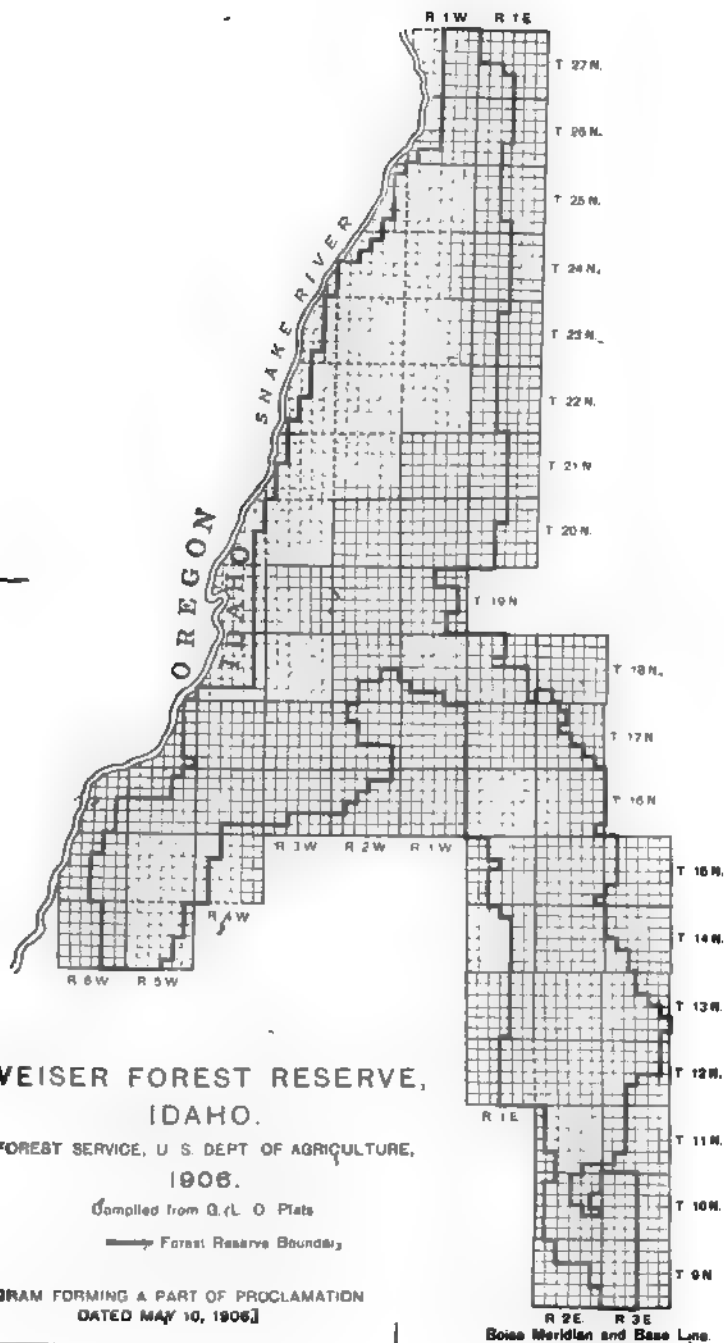 R 1 W R 1 E
T 27 N.
T 26 N.
T 25 N.
T 24 N.
T 23 N.
T 22 N.
T 21 N
T 20 N.
T 19 N
T 18 N.
T 17 N
T 16 N
T 15 N.
T 14 N.
T 13 N.
T 12 N.
T 11 N.
T 10 N.
T 9 N
SNAKE RIVER
OREGON
IDAHO
R 3 W R 2 W R 1 W
R 4 W
R 6 W R 5 W
R 1 E
R 2 E. R 3 E.
Boise Meridian and Base Line.
WEISER FOREST RESERVE,
IDAHO.
FOREST SERVICE, U S. DEPT OF AGRICULTURE,
1906.
Compiled from G. L. O Plats
Forest Reserve Boundary
GRAM FORMING A PART OF PROCLAMATION
DATED MAY 10, 1906]